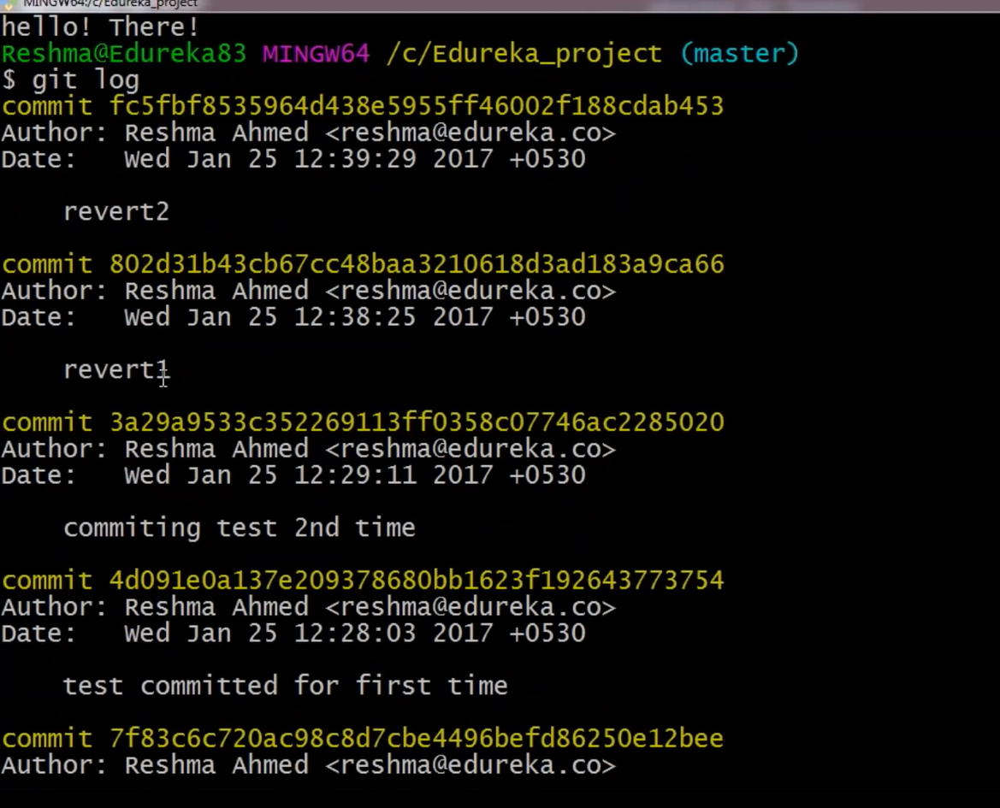 MINGW64:/c/Edureka_project
hello! There!
Reshma@Edureka83 MINGW64 /c/Edureka_project (master)
$ git log
commit fc5fbf8535964d438e5955ff46002f188cdab453
Author: Reshma Ahmed <reshma@edureka.co>
Date:   Wed Jan 25 12:39:29 2017 +0530
revert2
commit 802d31b43cb67cc48baa3210618d3ad183a9ca66
Author: Reshma Ahmed <reshma@edureka.co>
Date:   Wed Jan 25 12:38:25 2017 +0530
revert1
commit 3a29a9533c352269113ff0358c07746ac2285020
Author: Reshma Ahmed <reshma@edureka.co>
Date:   Wed Jan 25 12:29:11 2017 +0530
commiting test 2nd time
commit 4d091e0a137e209378680bb1623f192643773754
Author: Reshma Ahmed <reshma@edureka.co>
Date:   Wed Jan 25 12:28:03 2017 +0530
test committed for first time
commit 7f83c6c720ac98c8d7cbe4496befd86250e12bee
Author: Reshma Ahmed <reshma@edureka.co>